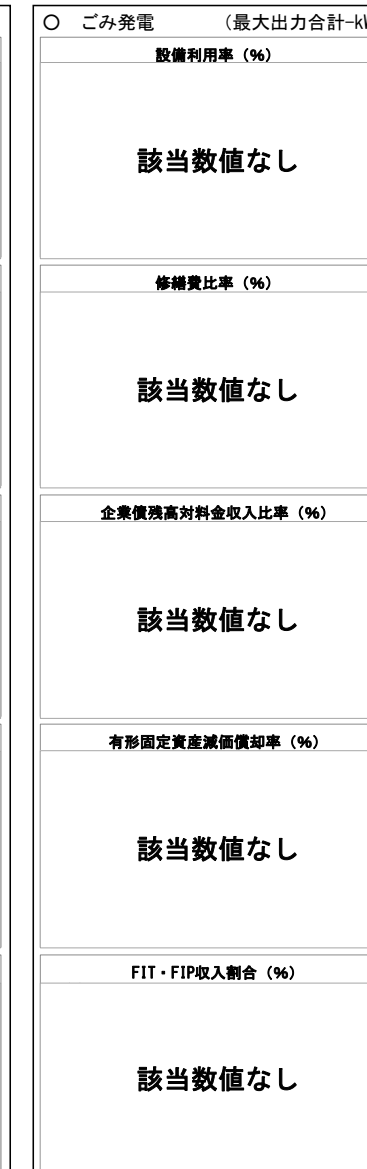 ○ ごみ発電 （最大出力合計-kW
設備利用率（%）
該当数値なし
修繕費比率（%）
該当数値なし
企業債残高対料金収入比率（%）
該当数値なし
有形固定資産減価償却率（%）
該当数値なし
FIT・FIP収入割合（%）
該当数値なし